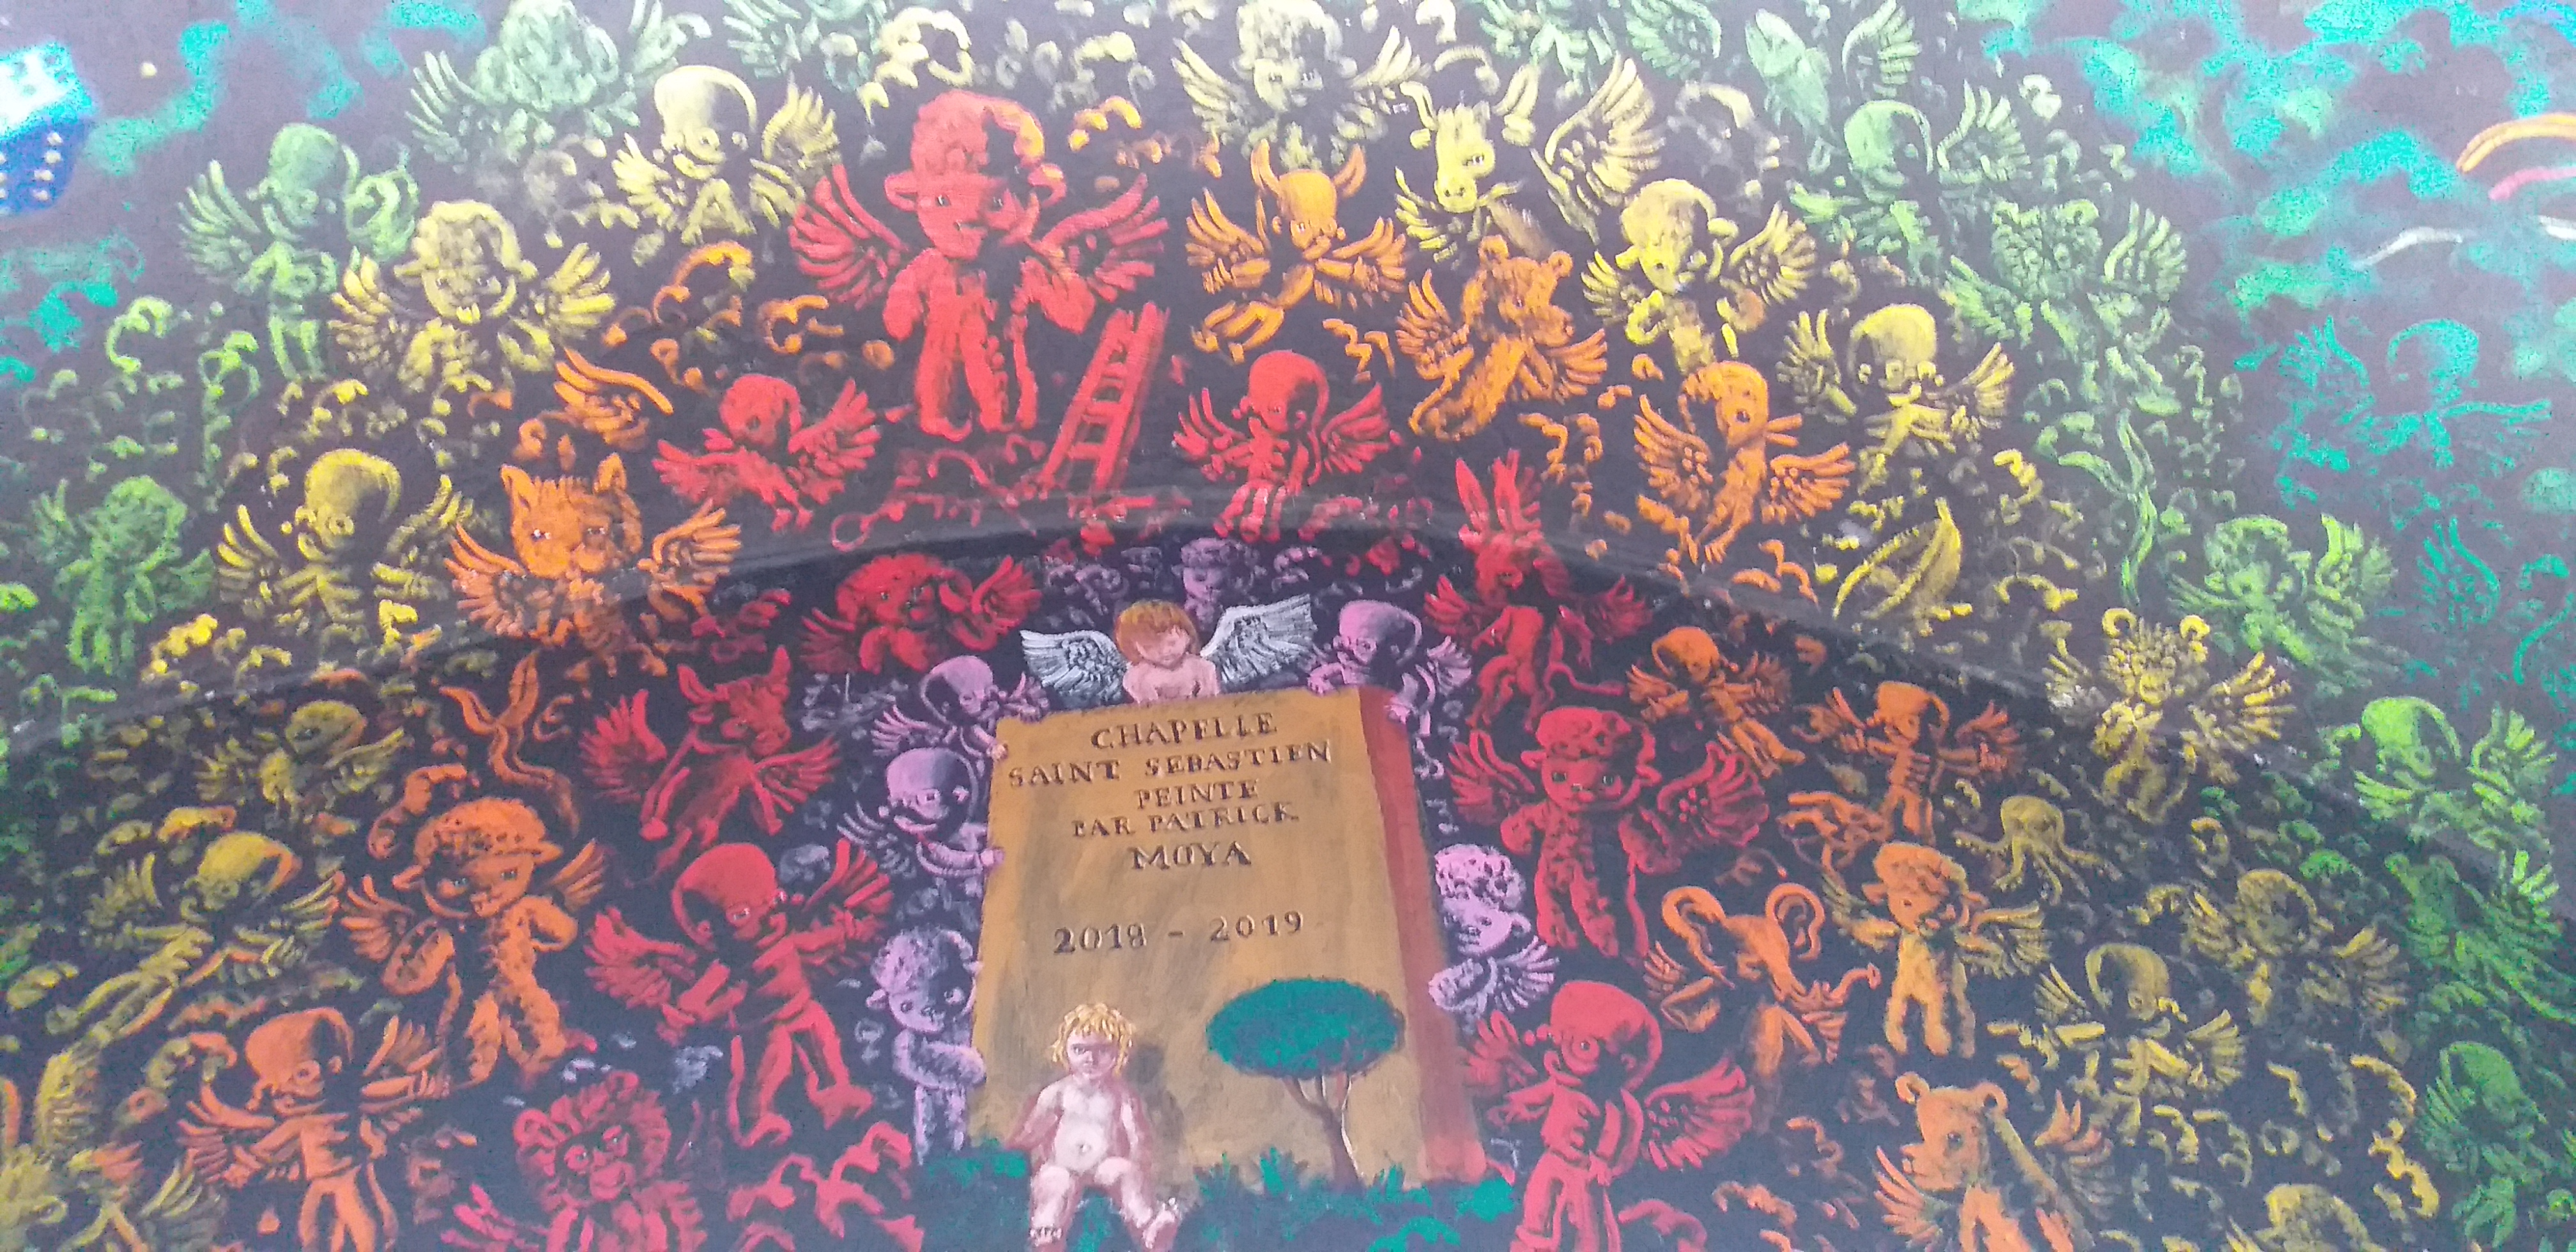 CHAPELLE
SAINT SEBASTIEN
PEINTE
PAR PATRICK
MOYA
2018 - 2019